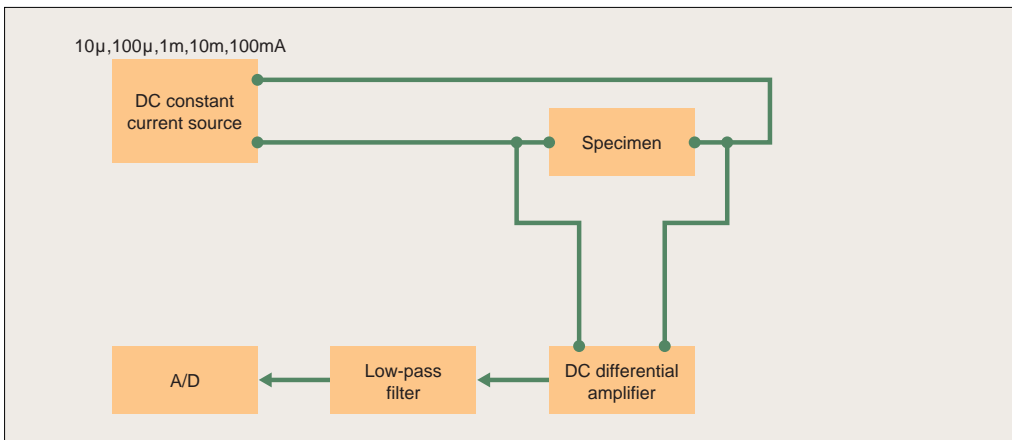 10μ,100μ,1m,10m,100mA
DC constant
current source
Specimen
A/D
Low-pass
filter
DC differential
amplifier